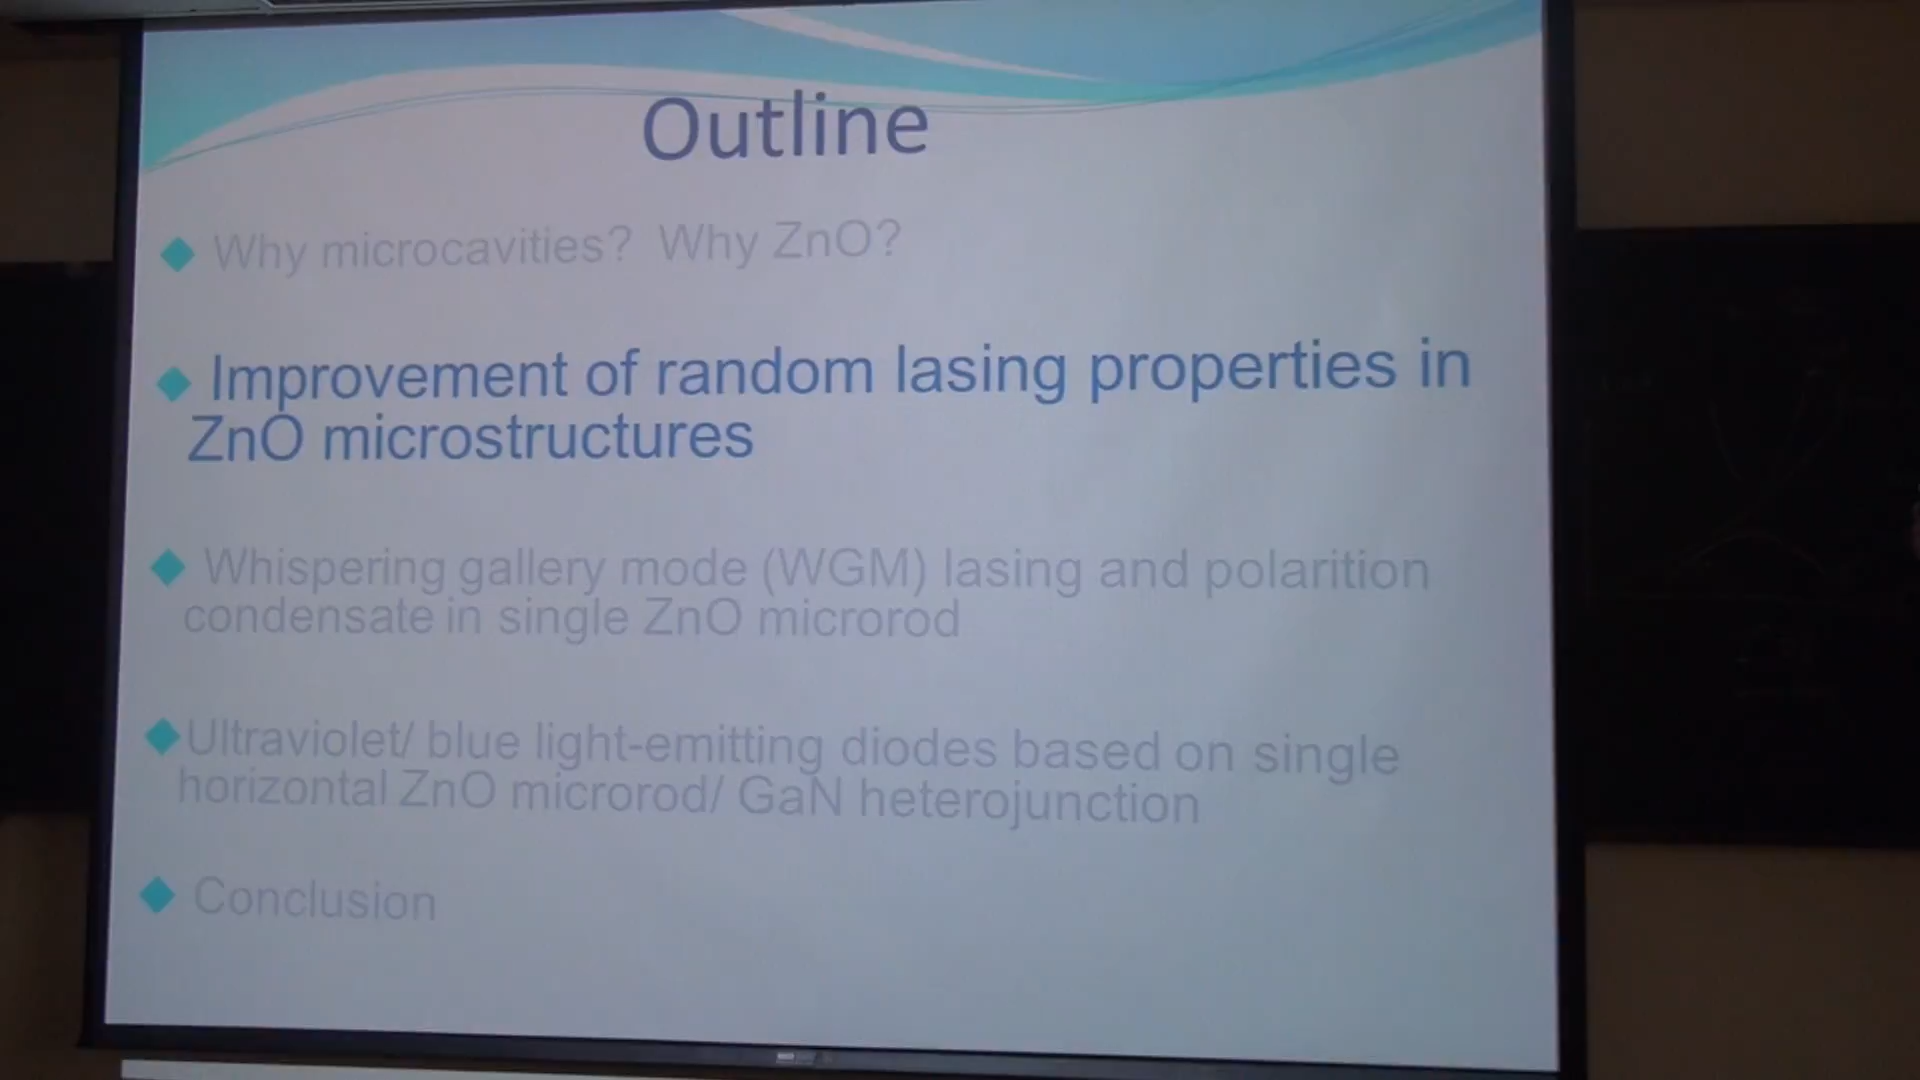 Outline
Why microcavities? Why ZnO?
Improvement of random lasing properties in
ZnO microstructures
Whispering gallery mode (WGM) lasing and polarition
condensate in single ZnO microrod
Ultraviolet/ blue light-emitting diodes based on single
horizontal ZnO microrod/ GaN heterojunction
Conclusion